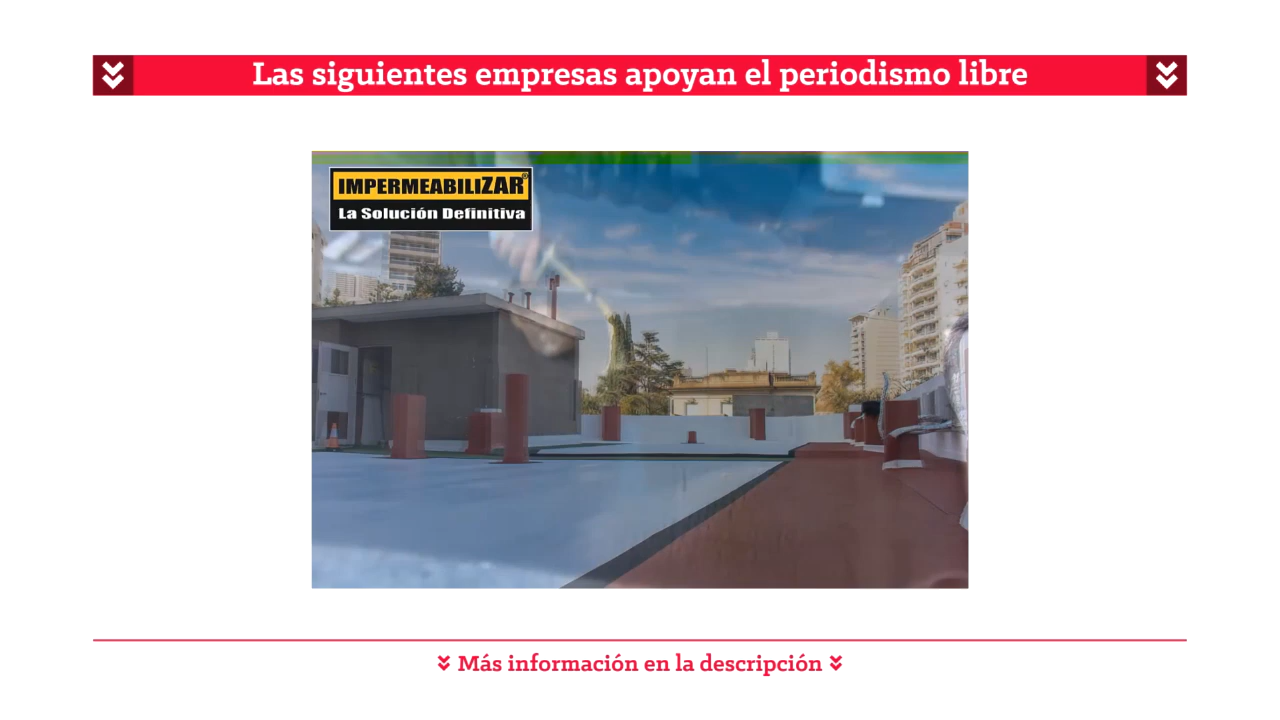 Las siguientes empresas apoyan el periodismo libre
IMPERMEABILIZAR®
La Solución Definitiva
Más información en la descripción